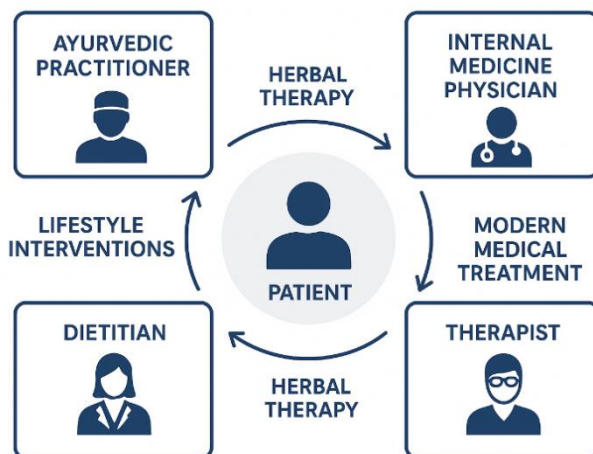 AYURVEDIC
PRACTITIONER
HERBAL
THERAPY
INTERNAL
MEDICINE
PHYSICIAN
LIFESTYLE
INTERVENTIONS
PATIENT
MODERN
MEDICAL
TREATMENT
DIETITIAN
HERBAL
THERAPY
THERAPIST